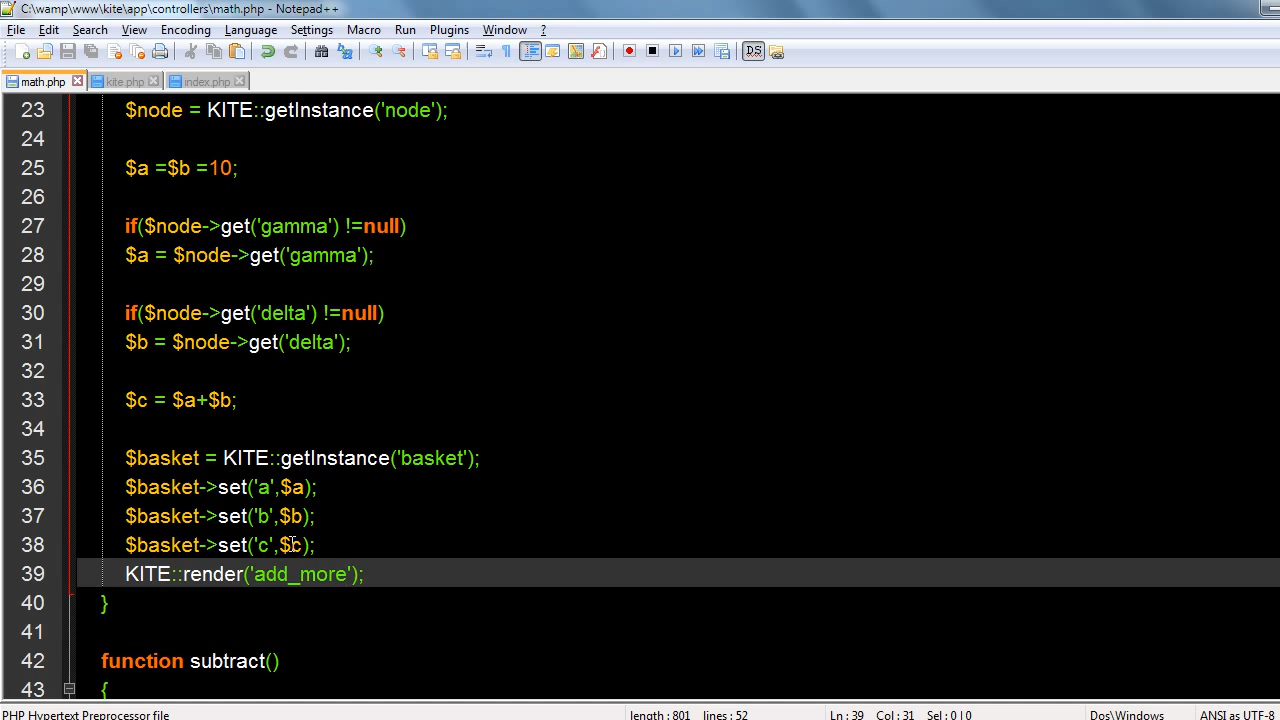 C:\wamp\www\kite\app\controllers\math.php - Notepad++
File Edit Search View Encoding Language Settings Macro Run Plugins Window ?
math.php kite.php index.php
23 $node = KITE::getInstance('node');
24
25 $a =$b =10;
26
27 if($node->get('gamma') !=null)
28 $a = $node->get('gamma');
29
30 if($node->get('delta') !=null)
31 $b = $node->get('delta');
32
33 $c = $a+$b;
34
35 $basket = KITE::getInstance('basket');
36 $basket->set('a',$a);
37 $basket->set('b',$b);
38 $basket->set('c',$c);
39 KITE::render('add_more');
40 }
41
42 function subtract()
43 {
PHP Hypertext Preprocessor file length : 801 lines : 52 Ln : 39 Col : 31 Sel : 0 | 0 Dos\Windows ANSI as UTF-8